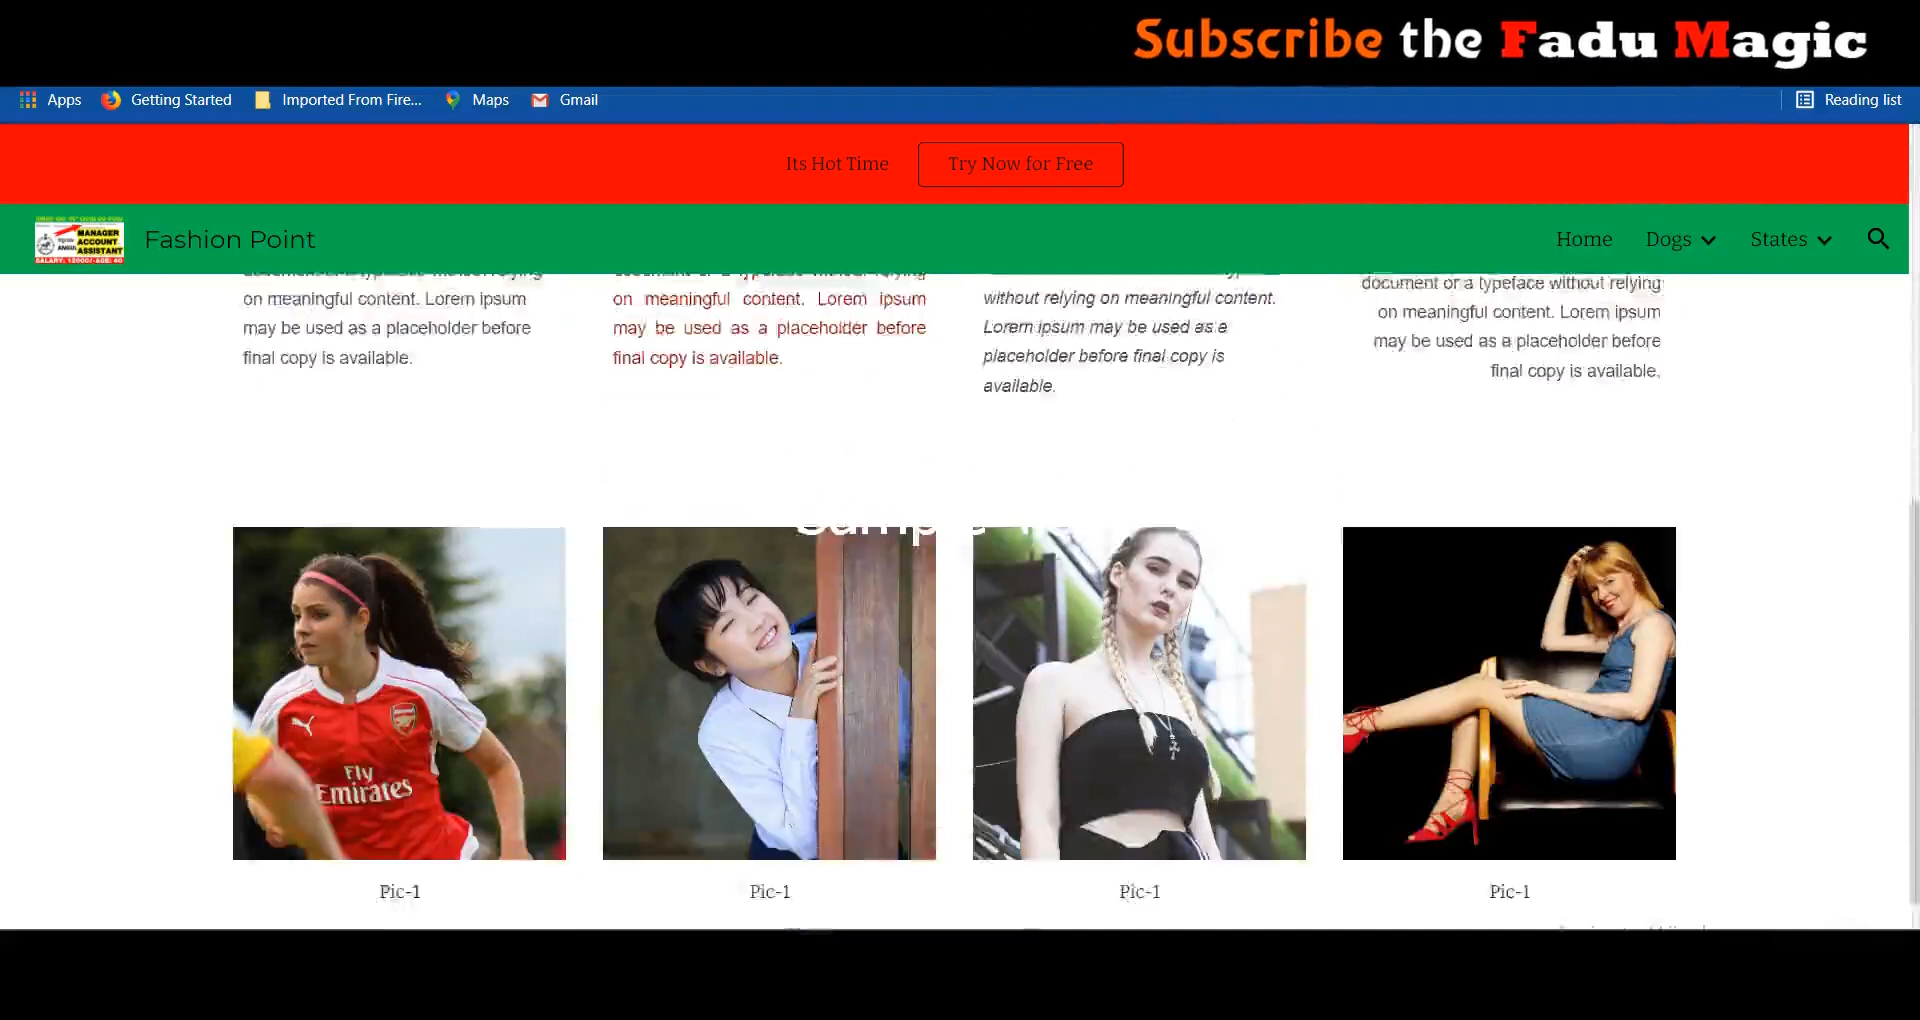 Subscribe the Fadu Magic
Apps Getting Started Imported From Fire... Maps Gmail Reading list
Its Hot Time Try Now for Free
MANAGER
ACCOUNT
ASSISTANT
Fashion Point Home Dogs States
on meaningful content. Lorem ipsum
may be used as a placeholder before
final copy is available.
on meaningful content. Lorem ipsum
may be used as a placeholder before
final copy is available.
without relying on meaningful content.
Lorem ipsum may be used as a
placeholder before final copy is
available.
document or a typeface without relying
on meaningful content. Lorem ipsum
may be used as a placeholder before
final copy is available.
Fly
Emirates
Pic-1 Pic-1 Pic-1 Pic-1